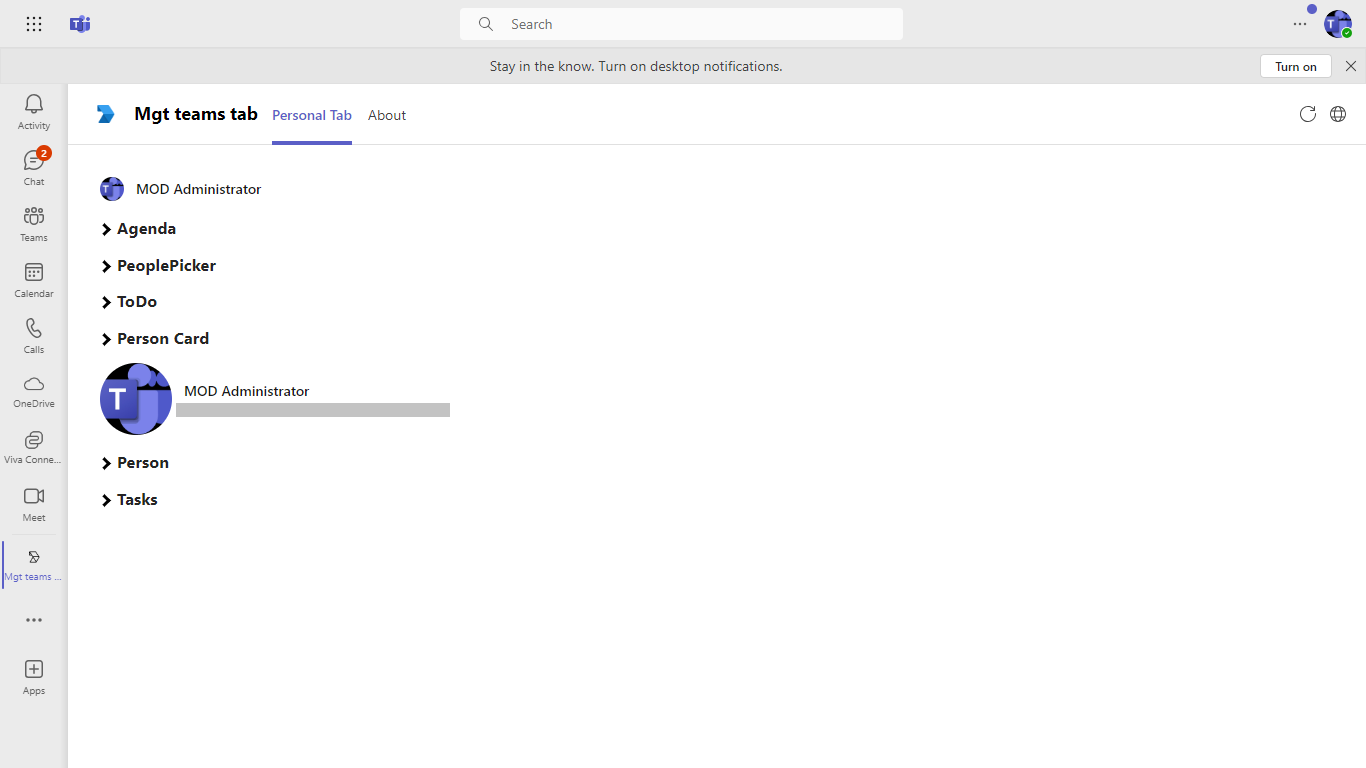 Search
Stay in the know. Turn on desktop notifications.
Turn on
Activity
2
Chat
Teams
Calendar
Calls
OneDrive
Viva Conne...
Meet
Mgt teams ...
Apps
Mgt teams tab
Personal Tab
About
MOD Administrator
Agenda
PeoplePicker
ToDo
Person Card
T
MOD Administrator
Person
Tasks